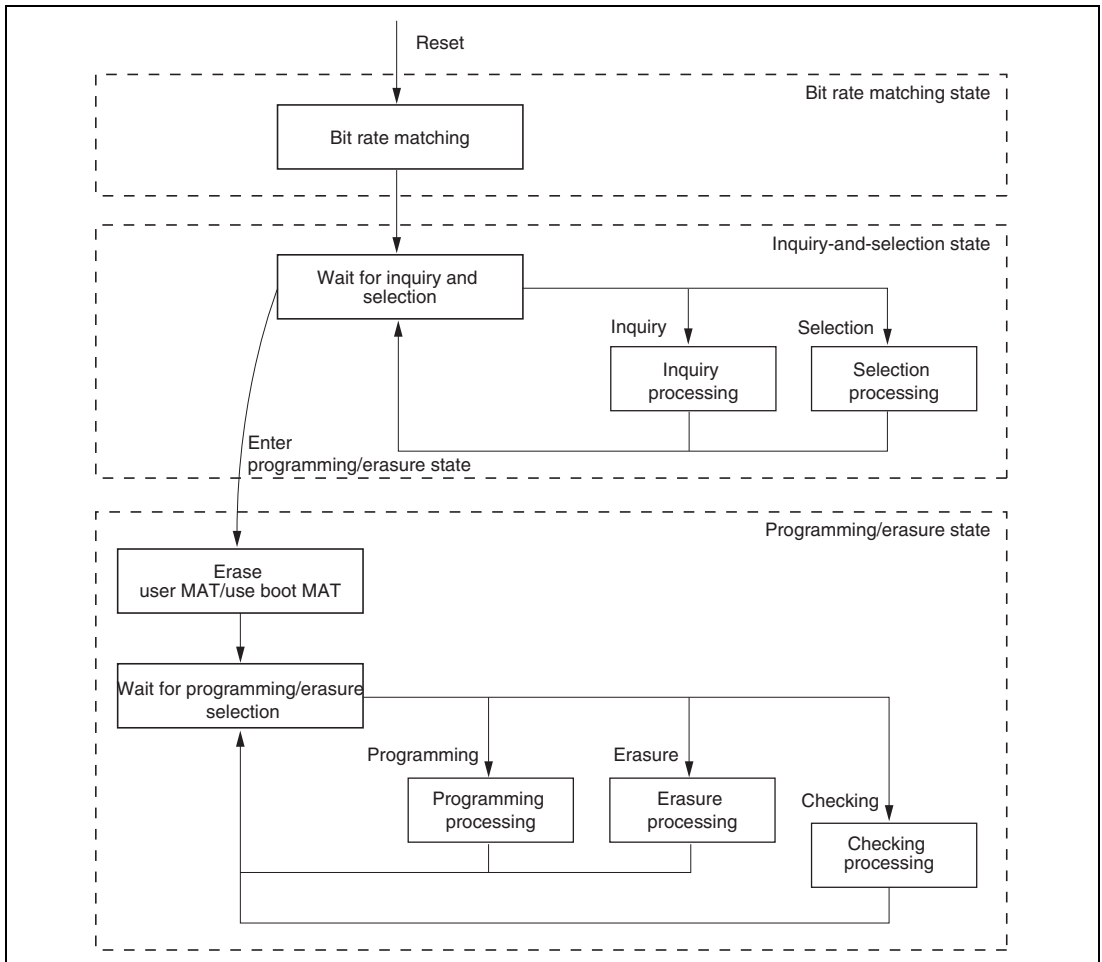 Reset
Bit rate matching state
Bit rate matching
Inquiry-and-selection state
Wait for inquiry and
selection
Inquiry
Selection
Inquiry
processing
Selection
processing
Enter
programming/erasure state
Programming/erasure state
Erase
user MAT/use boot MAT
Wait for programming/erasure
selection
Programming
Erasure
Checking
Programming
processing
Erasure
processing
Checking
processing